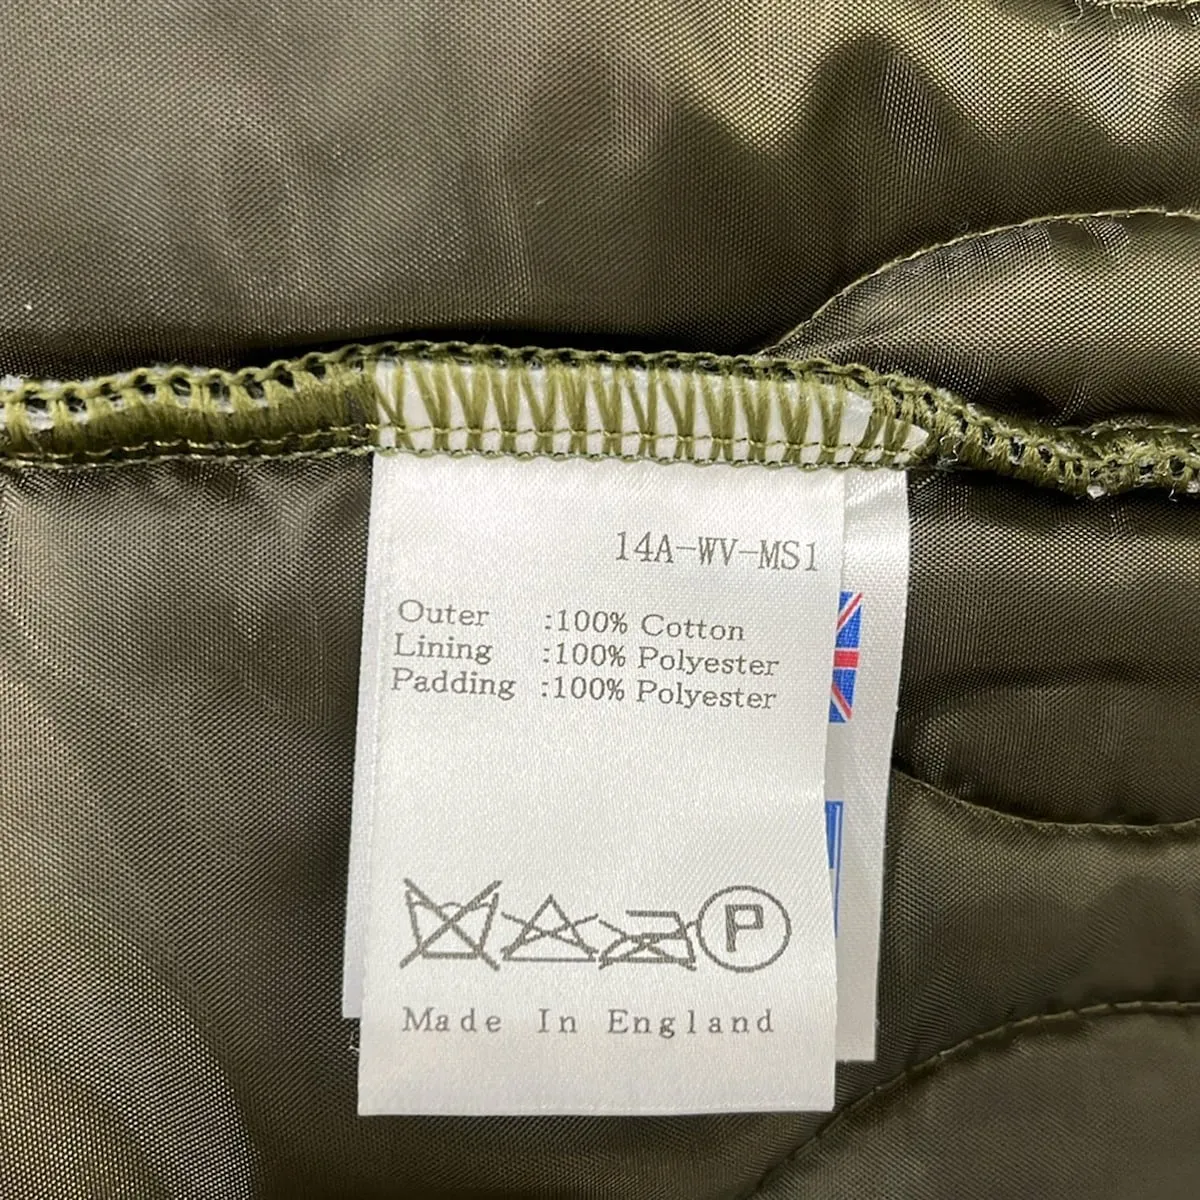 14A-WV-MS1
Outer :100% Cotton
Lining :100% Polyester
Padding :100% Polyester
P
Made In England